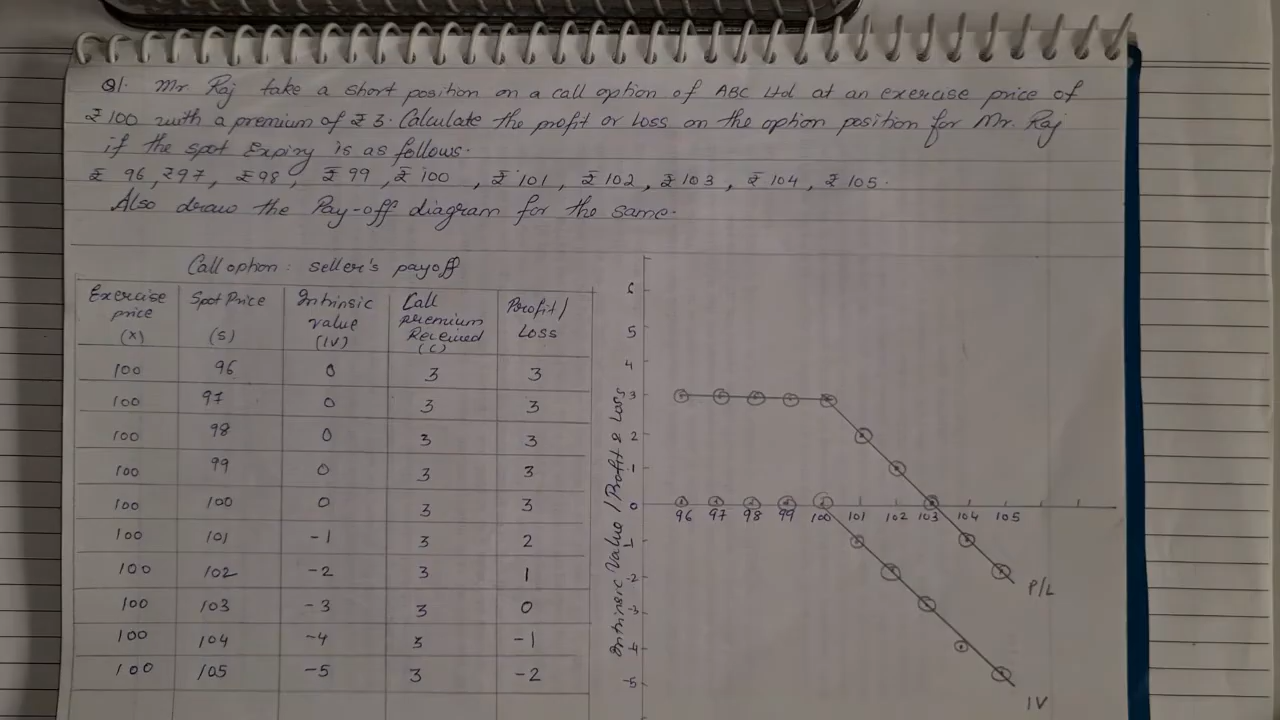 Q1. Mr. Raj take a short position on a call option of ABC Ltd at an exercise price of
₹100 with a premium of ₹3. Calculate the profit or Loss on the option position for Mr. Raj
if the spot Expiry is as follows.
₹ 96, ₹97, ₹98, ₹ 99, ₹ 100, ₹ 101, ₹ 102, ₹ 103, ₹ 104, ₹ 105.
Also draw the Pay-off diagram for the same.
Call option: seller's payoff
Exercise price (X) Spot Price (S) Intrinsic value (IV) Call premium Received (C) Profit/ Loss
100 96 0 3 3
100 97 0 3 3
100 98 0 3 3
100 99 0 3 3
100 100 0 3 3
100 101 -1 3 2
100 102 -2 3 1
100 103 -3 3 0
100 104 -4 3 -1
100 105 -5 3 -2
Intrinsic Value / Profit & Loss
6
5
4
3
2
1
0
96 97 98 99 100 101 102 103 104 105
-1
-2
-3
-4
-5
P/L
IV